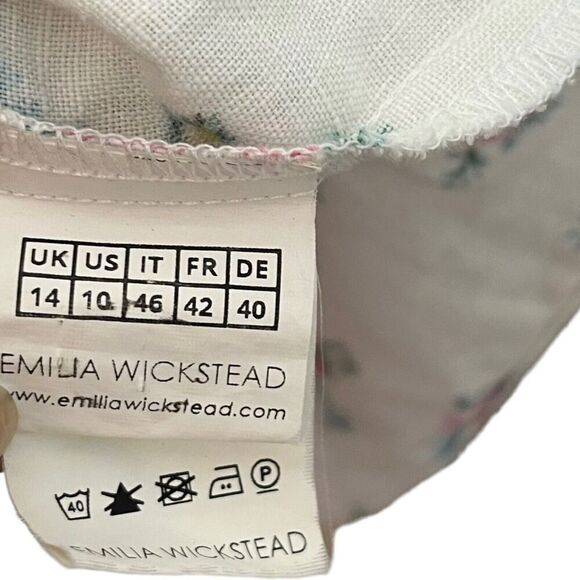 UK US IT FR DE
14 10 46 42 40
EMILIA WICKSTEAD
www.emiliawickstead.com
40 P
EMILIA WICKSTEAD